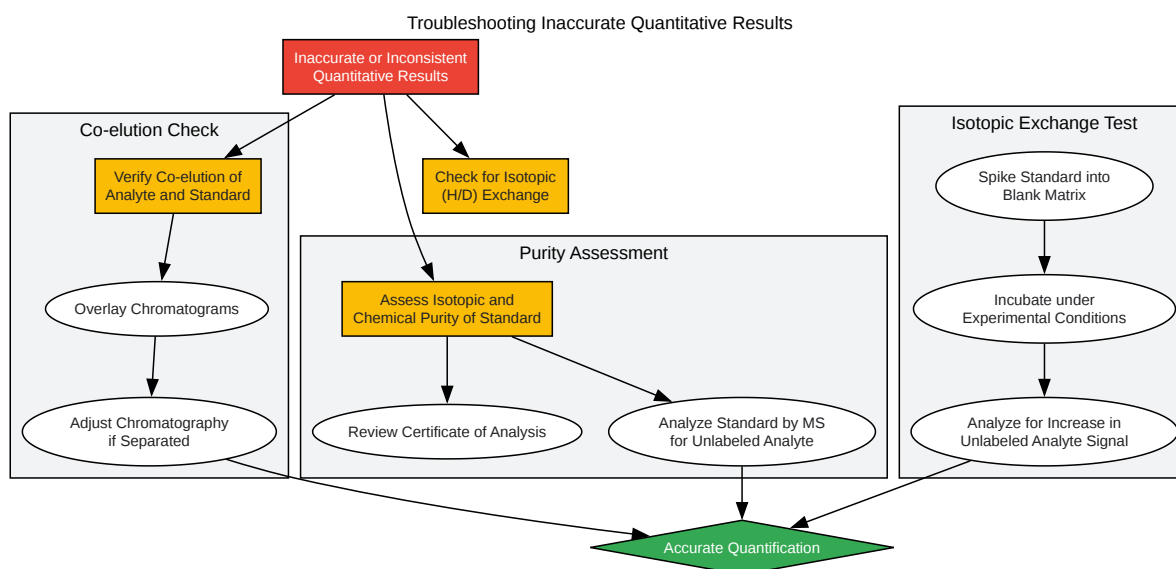 Troubleshooting Inaccurate Quantitative Results
Inaccurate or Inconsistent
Quantitative Results
Co-elution Check
Verify Co-elution of
Analyte and Standard
Overlay Chromatograms
Adjust Chromatography
if Separated
Check for Isotopic
(H/D) Exchange
Purity Assessment
Assess Isotopic and
Chemical Purity of Standard
Review Certificate of Analysis
Analyze Standard by MS
for Unlabeled Analyte
Isotopic Exchange Test
Spike Standard into
Blank Matrix
Incubate under
Experimental Conditions
Analyze for Increase in
Unlabeled Analyte Signal
Accurate Quantification